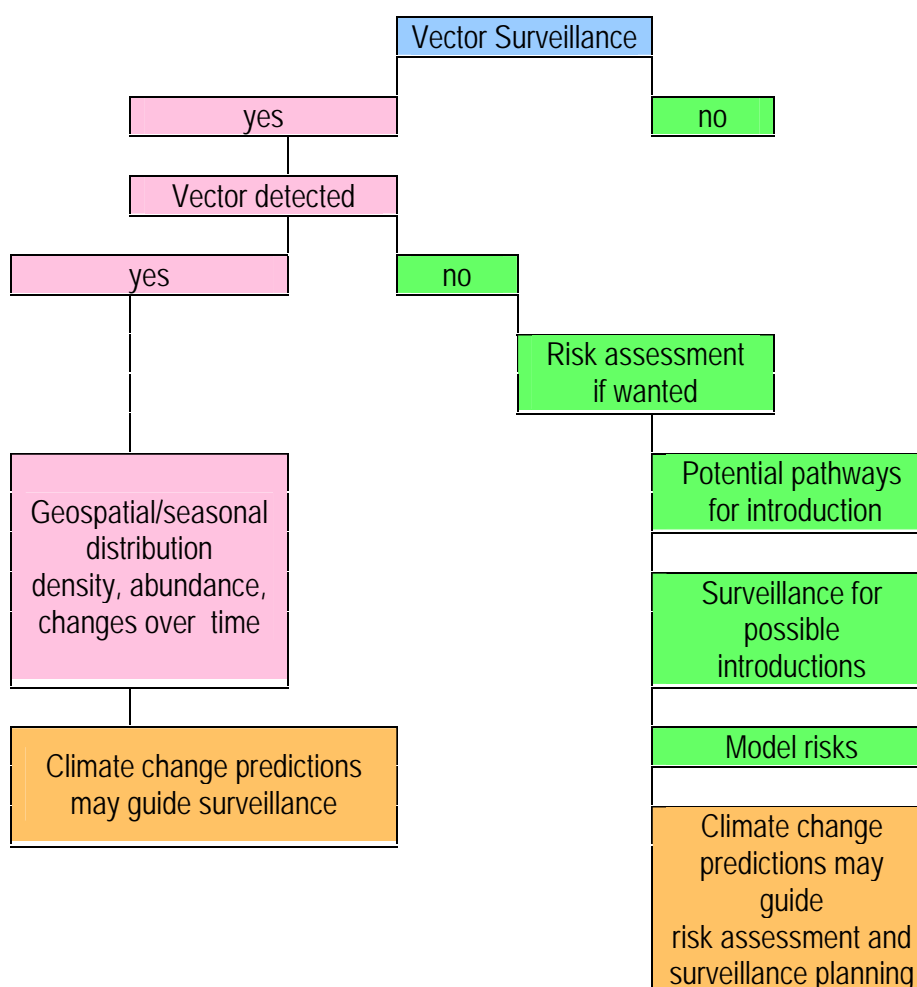 Vector Surveillance
yes
no
Vector detected
yes
no
Risk assessment
if wanted
Geospatial/seasonal
distribution
density, abundance,
changes over time
Potential pathways
for introduction
Surveillance for
possible
introductions
Climate change predictions
may guide surveillance
Model risks
Climate change
predictions may
guide
risk assessment and
surveillance planning